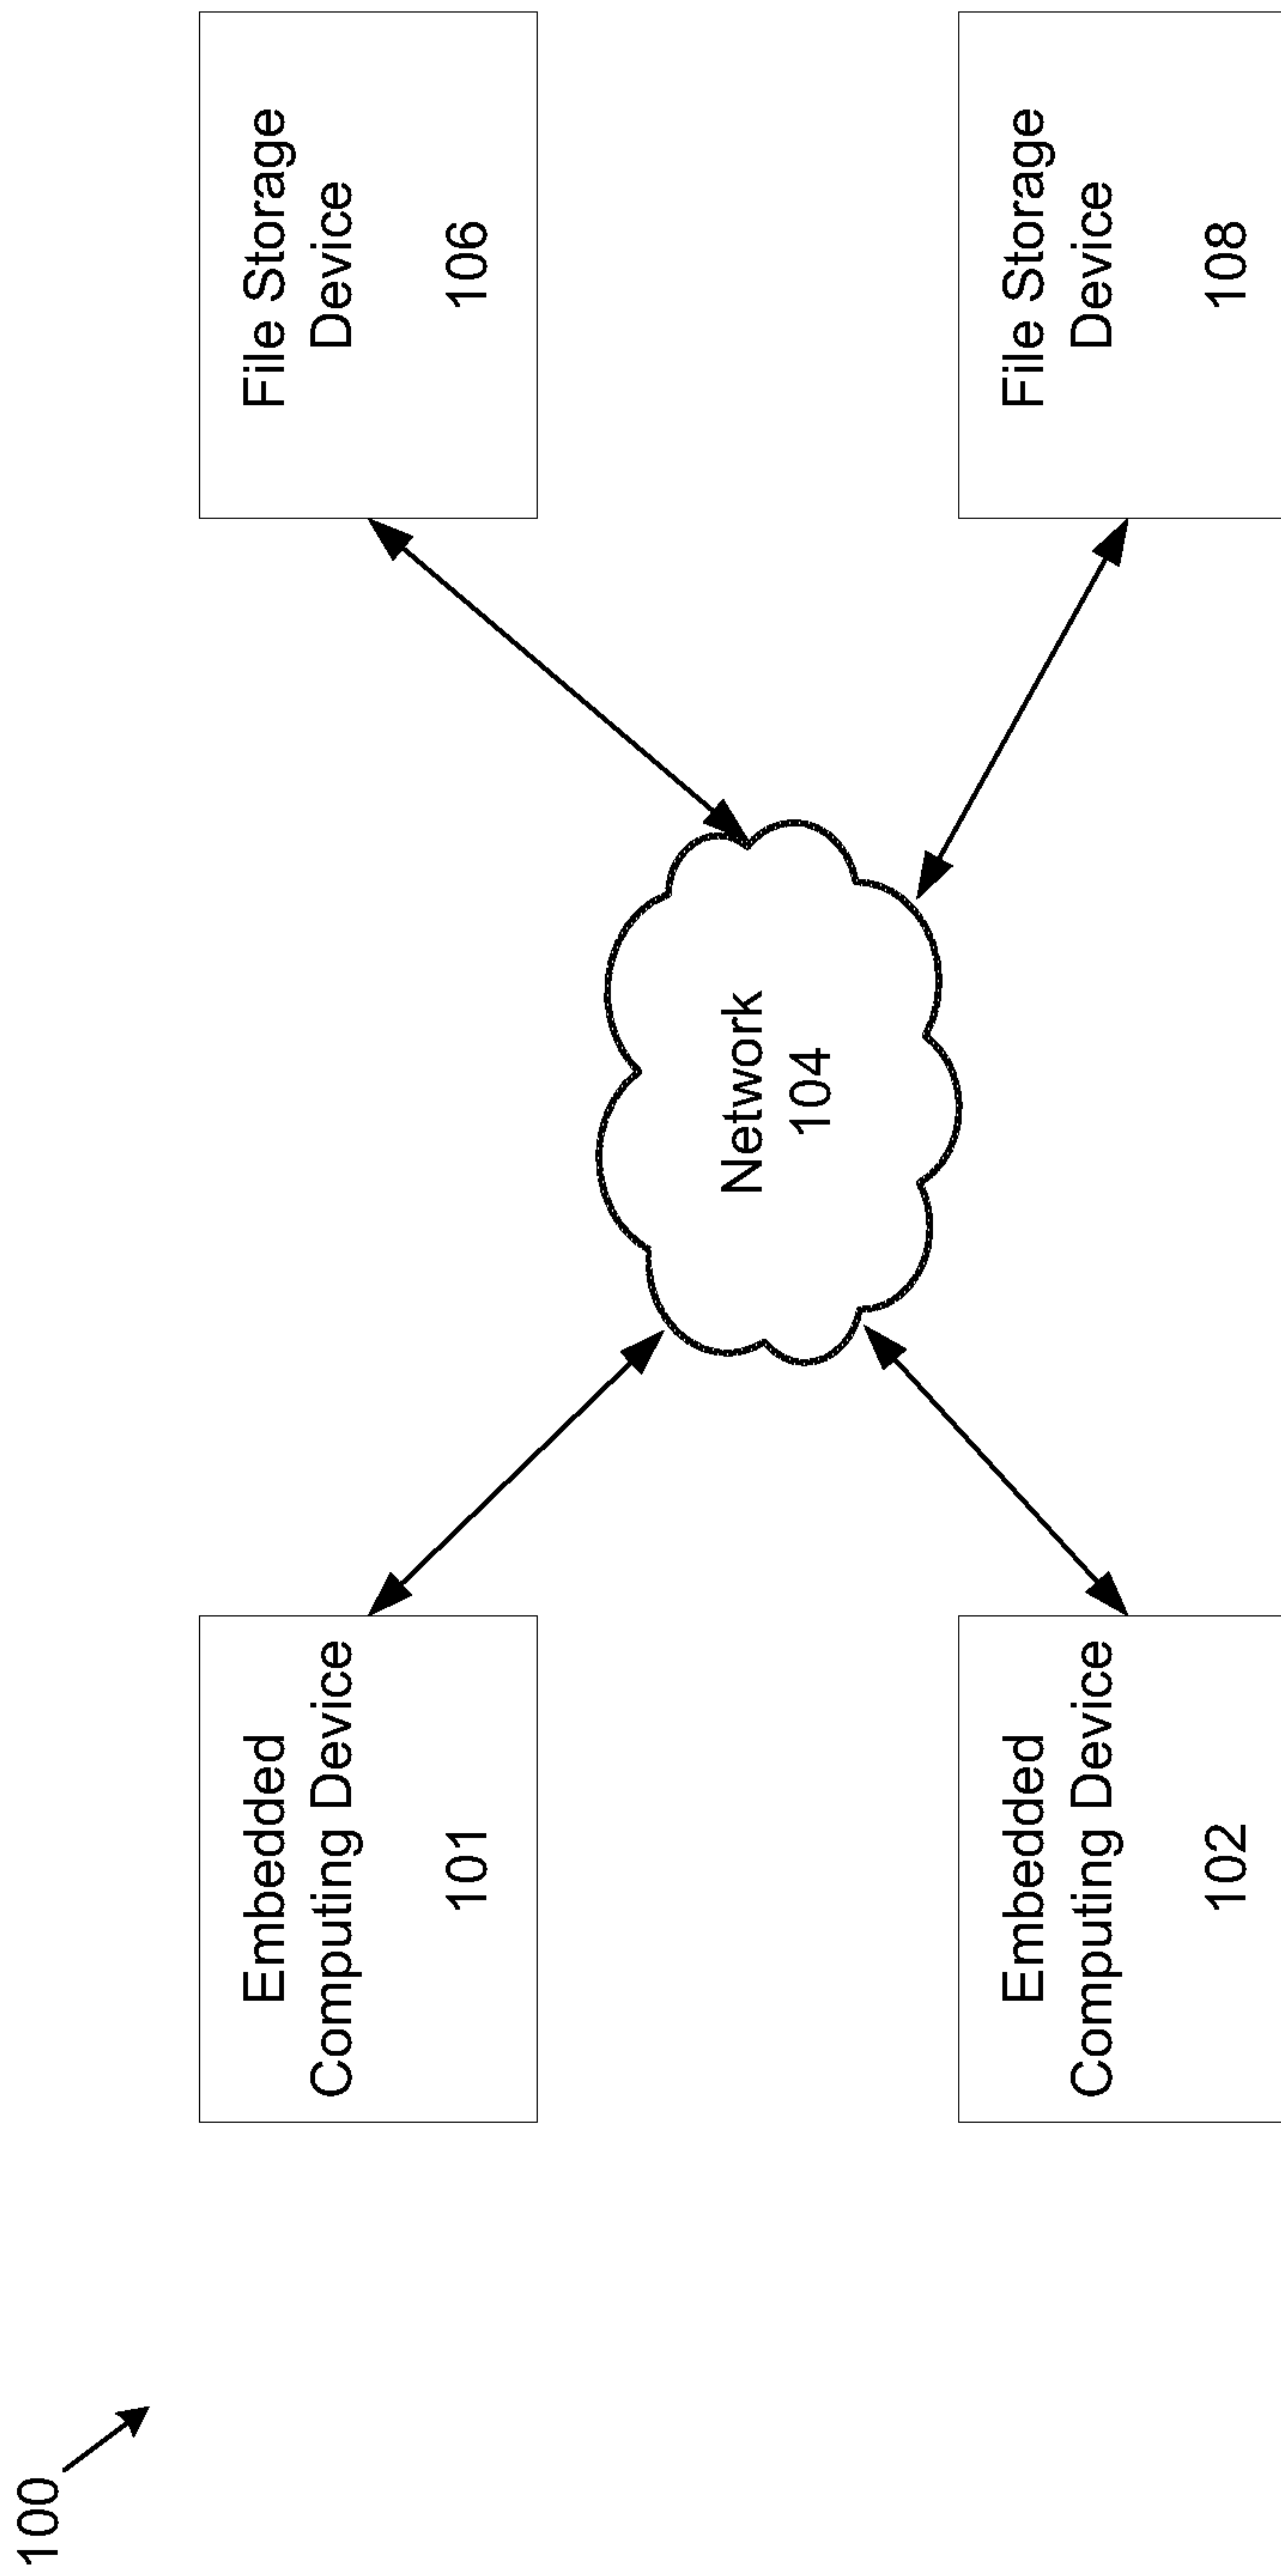 100
Embedded
Computing Device
101
File Storage
Device
106
Network
104
Embedded
Computing Device
102
File Storage
Device
108